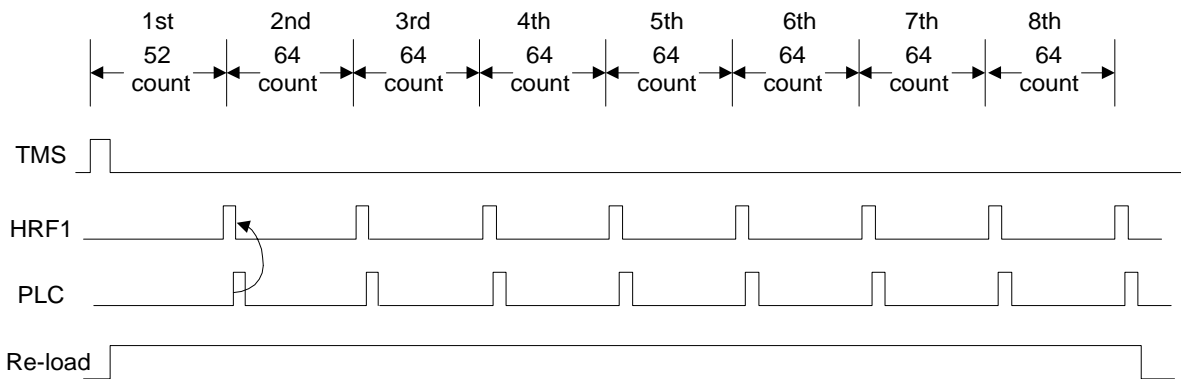 1st 2nd 3rd 4th 5th 6th 7th 8th
52 64 64 64 64 64 64 64
count count count count count count count count
TMS
HRF1
PLC
Re-load